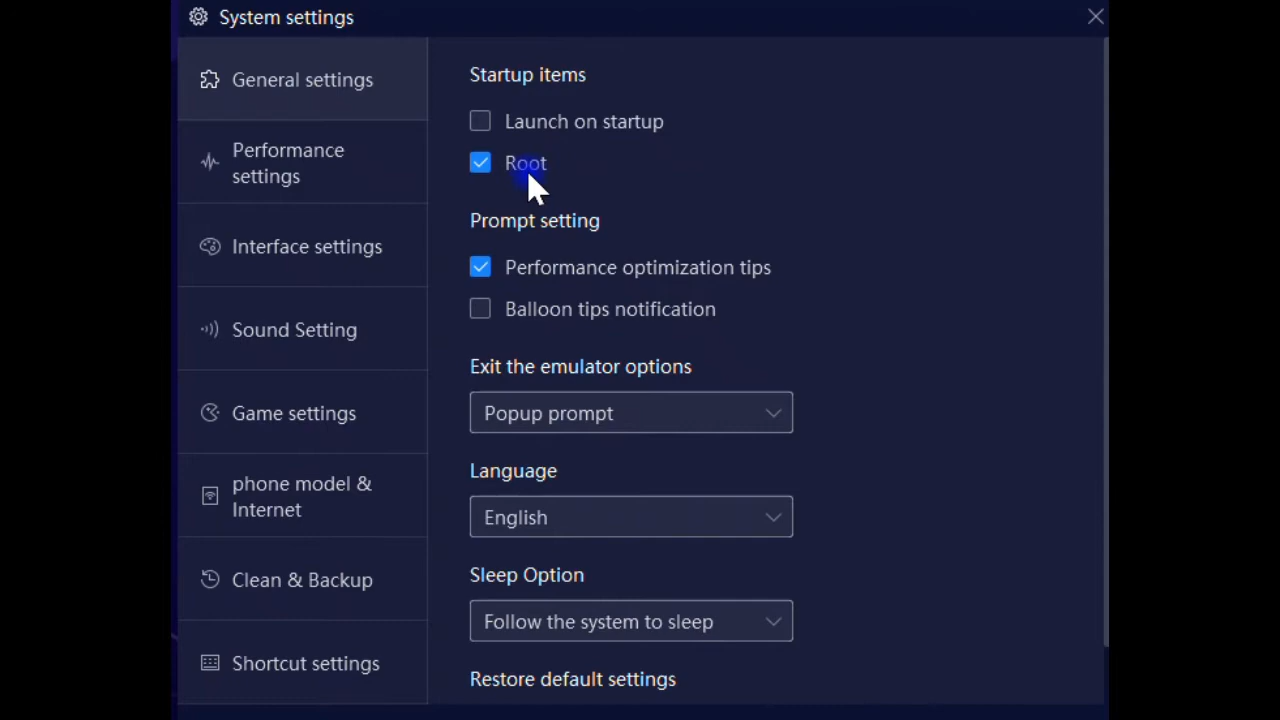 System settings
General settings
Performance
settings
Interface settings
Sound Setting
Game settings
phone model &
Internet
Clean & Backup
Shortcut settings
Startup items
Launch on startup
Root
Prompt setting
Performance optimization tips
Balloon tips notification
Exit the emulator options
Popup prompt
Language
English
Sleep Option
Follow the system to sleep
Restore default settings